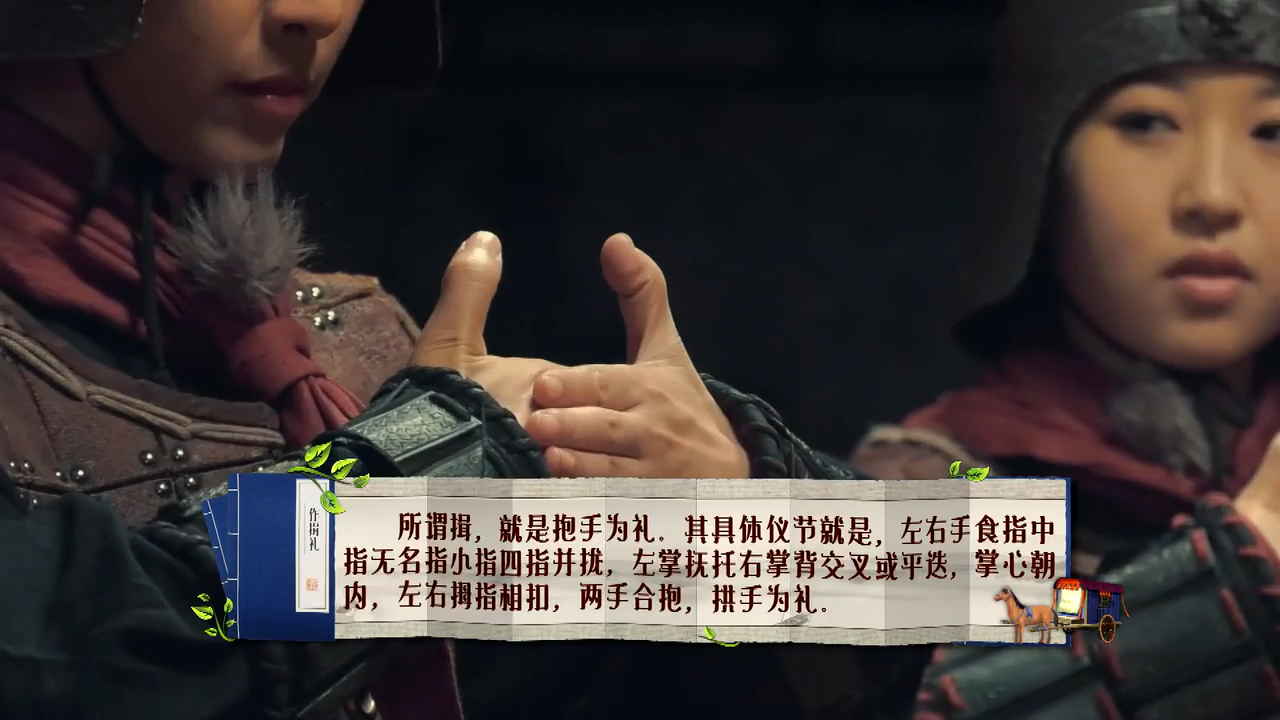 作揖礼
所谓揖，就是抱手为礼。其具体仪节就是，左右手食指中
指无名指小指四指并拢，左掌抚托右掌背交叉或平迭，掌心朝
内，左右拇指相扣，两手合抱，拱手为礼。